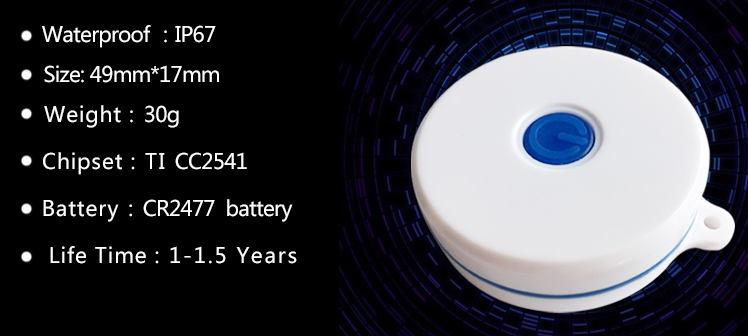 Waterproof : IP67
Size: 49mm*17mm
Weight : 30g
Chipset : TI CC2541
Battery : CR2477 battery
Life Time : 1-1.5 Years